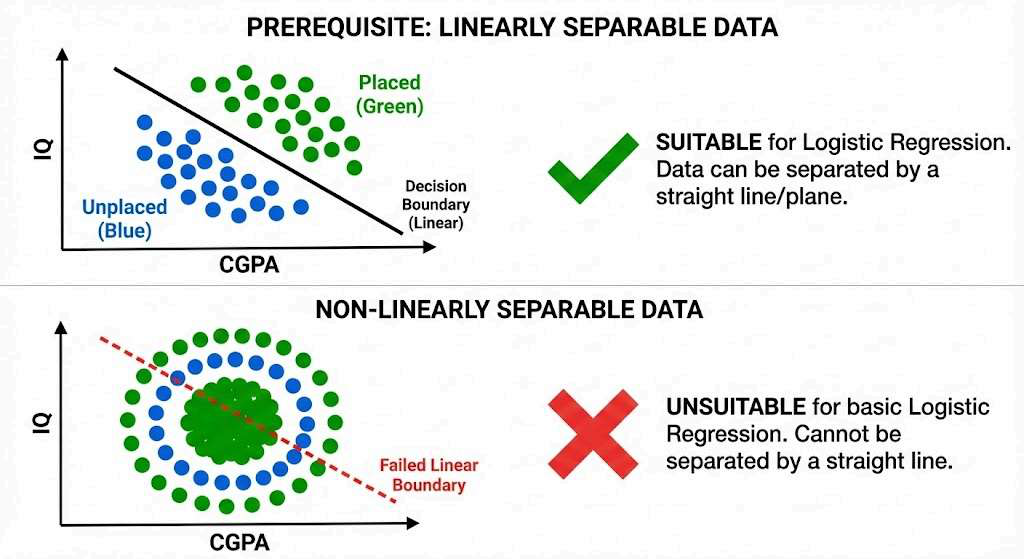 PREREQUISITE: LINEARLY SEPARABLE DATA
IQ
Placed
(Green)
Unplaced
(Blue)
Decision
Boundary
(Linear)
CGPA
SUITABLE for Logistic Regression.
Data can be separated by a
straight line/plane.
NON-LINEARLY SEPARABLE DATA
IQ
Failed Linear
Boundary
CGPA
UNSUITABLE for basic Logistic
Regression. Cannot be
separated by a straight line.